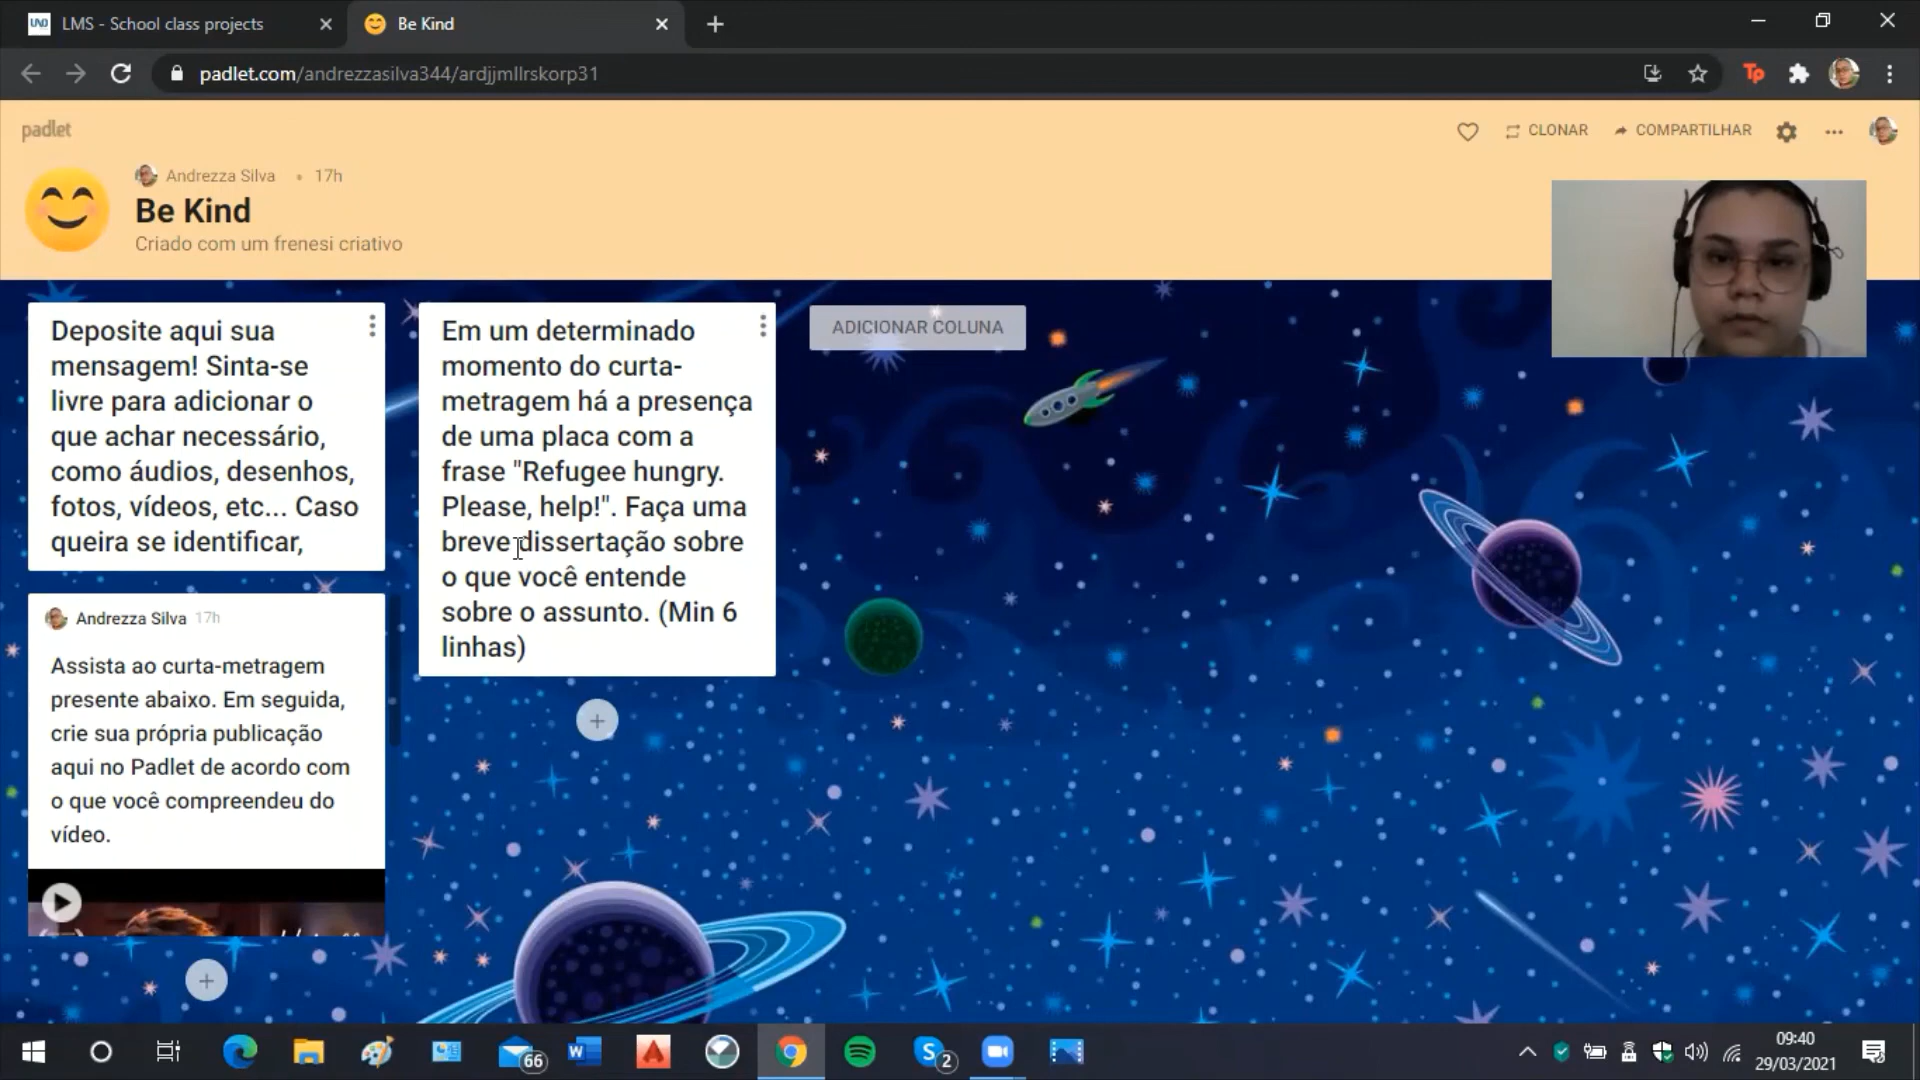 LMS - School class projects
Be Kind
padlet.com/andrezzasilva344/ardjjmllrskorp31
Tp
padlet
CLONAR
COMPARTILHAR
Andrezza Silva • 17h
Be Kind
Criado com um frenesi criativo
Deposite aqui sua
mensagem! Sinta-se
livre para adicionar o
que achar necessário,
como áudios, desenhos,
fotos, vídeos, etc... Caso
queira se identificar,
Andrezza Silva 17h
Assista ao curta-metragem
presente abaixo. Em seguida,
crie sua própria publicação
aqui no Padlet de acordo com
o que você compreendeu do
vídeo.
Em um determinado
momento do curta-
metragem há a presença
de uma placa com a
frase "Refugee hungry.
Please, help!". Faça uma
breve dissertação sobre
o que você entende
sobre o assunto. (Min 6
linhas)
ADICIONAR COLUNA
66
2
09:40
29/03/2021